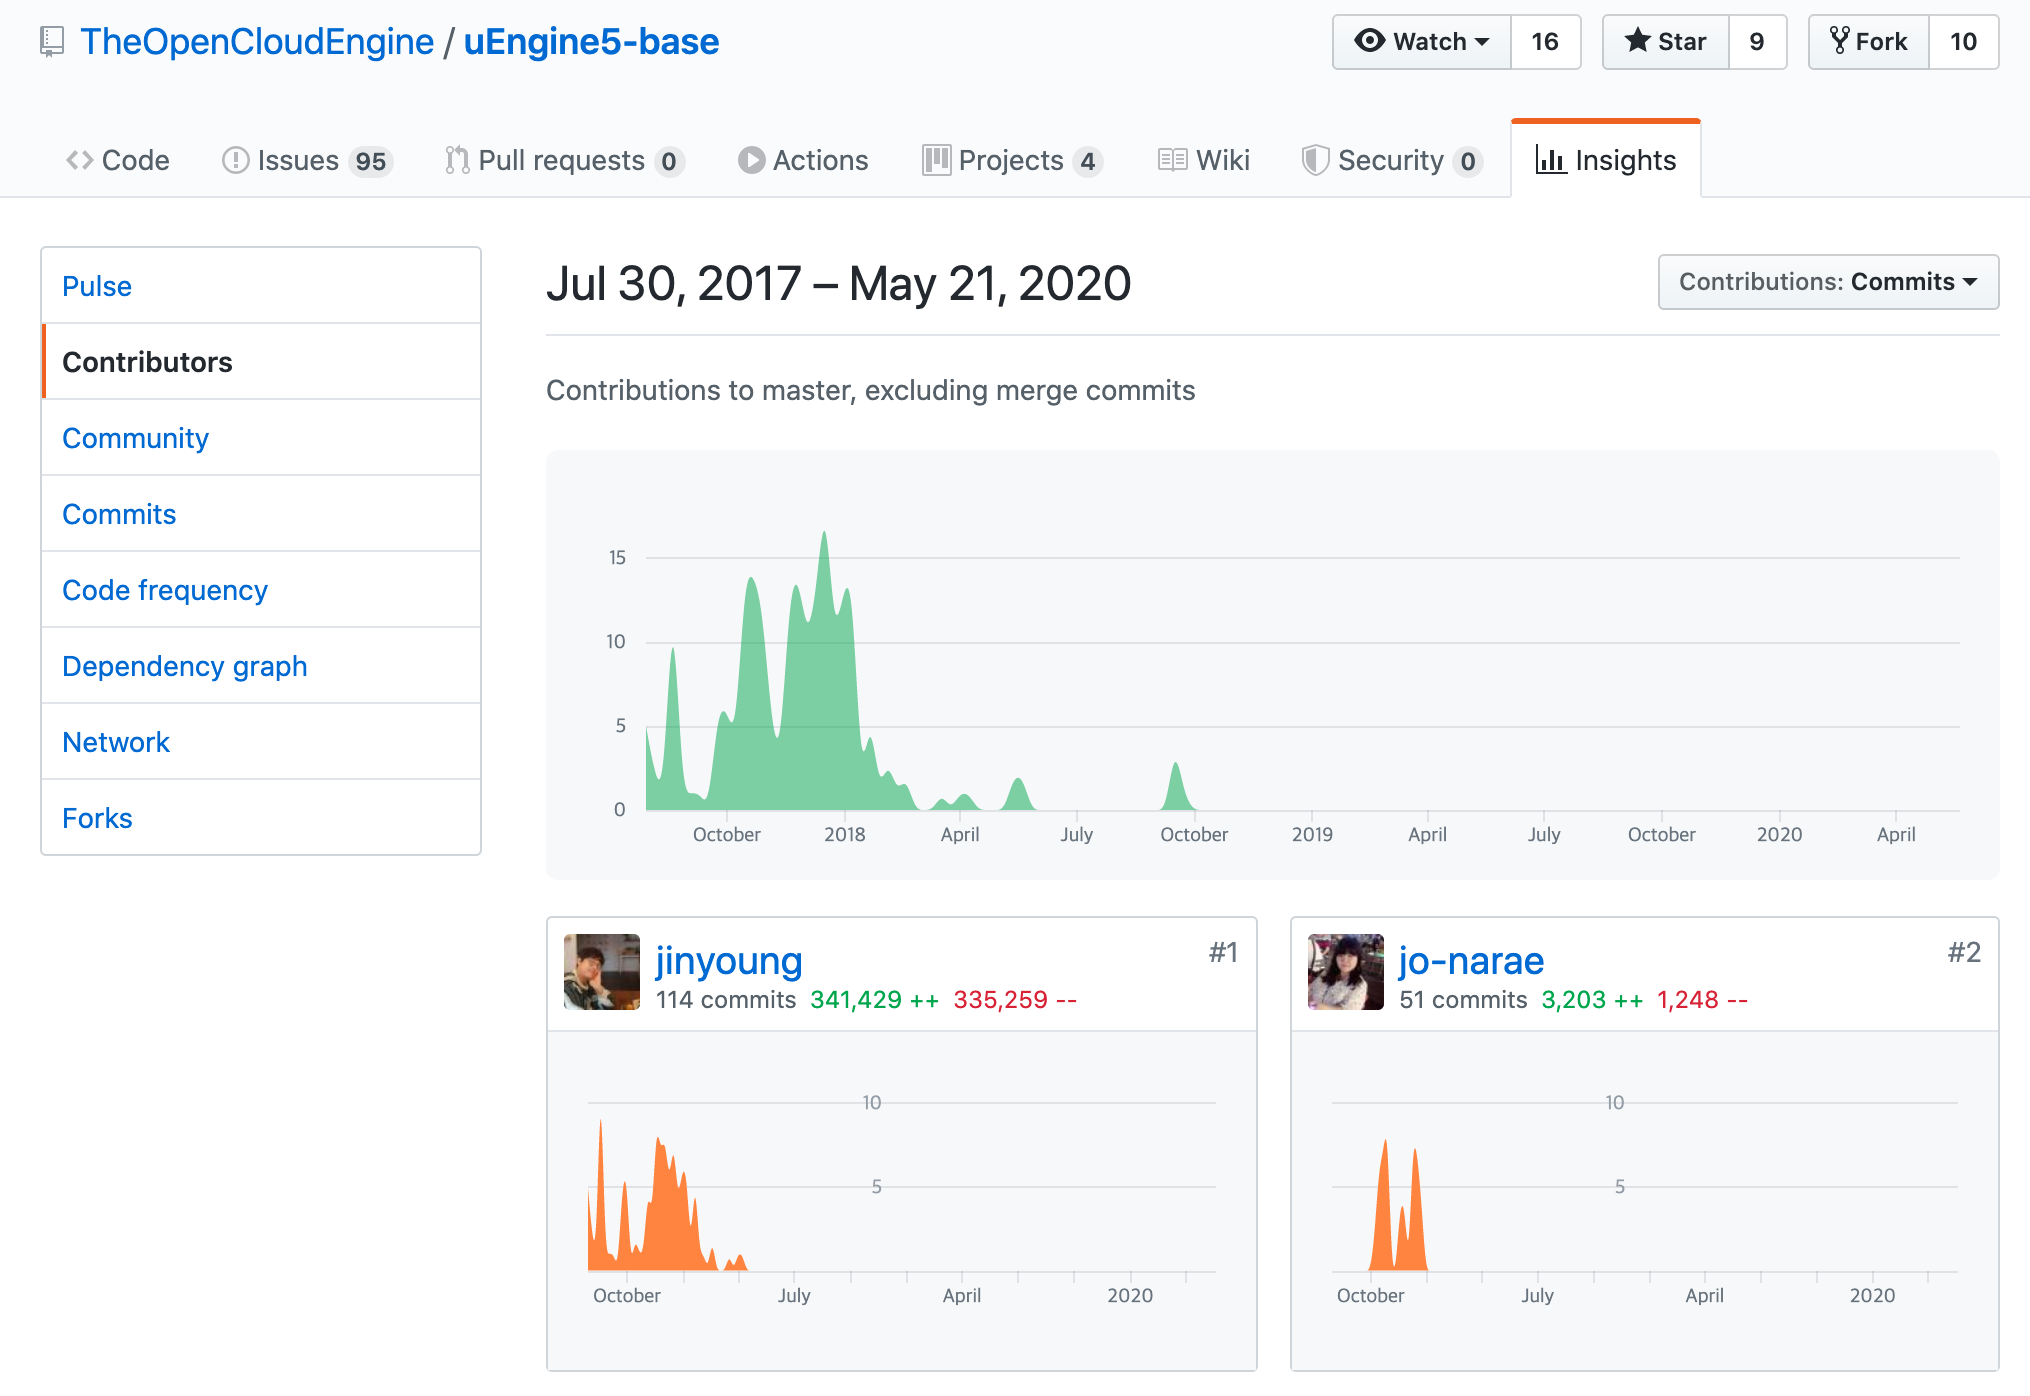 TheOpenCloudEngine / uEngine5-base
Watch 16
Star 9
Fork 10
Code
Issues 95
Pull requests 0
Actions
Projects 4
Wiki
Security 0
Insights
Pulse
Contributors
Community
Commits
Code frequency
Dependency graph
Network
Forks
Jul 30, 2017 – May 21, 2020
Contributions: Commits
Contributions to master, excluding merge commits
15
10
5
0
October 2018 April July October 2019 April July October 2020 April
jinyoung #1
114 commits 341,429 ++ 335,259 --
10
5
October July April 2020
jo-narae #2
51 commits 3,203 ++ 1,248 --
10
5
October July April 2020